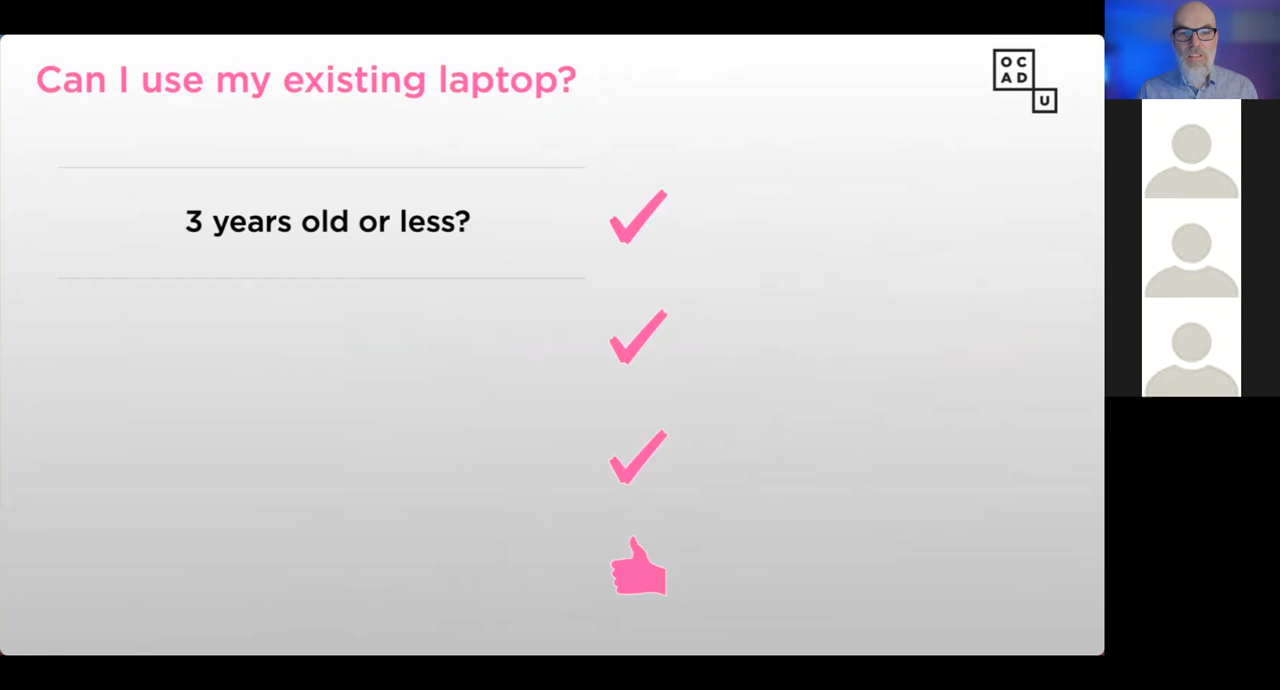 Can I use my existing laptop?
OC
AD
U
3 years old or less?